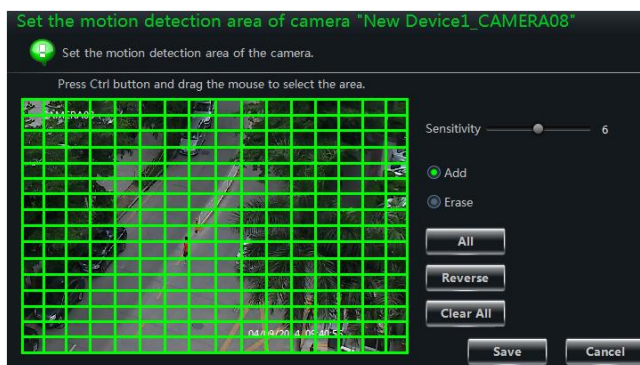 Set the motion detection area of camera "New Device1_CAMERA08"
Set the motion detection area of the camera.
Press Ctrl button and drag the mouse to select the area.
CAMERA08
Sensitivity 6
Add
Erase
All
Reverse
Clear All
Save Cancel